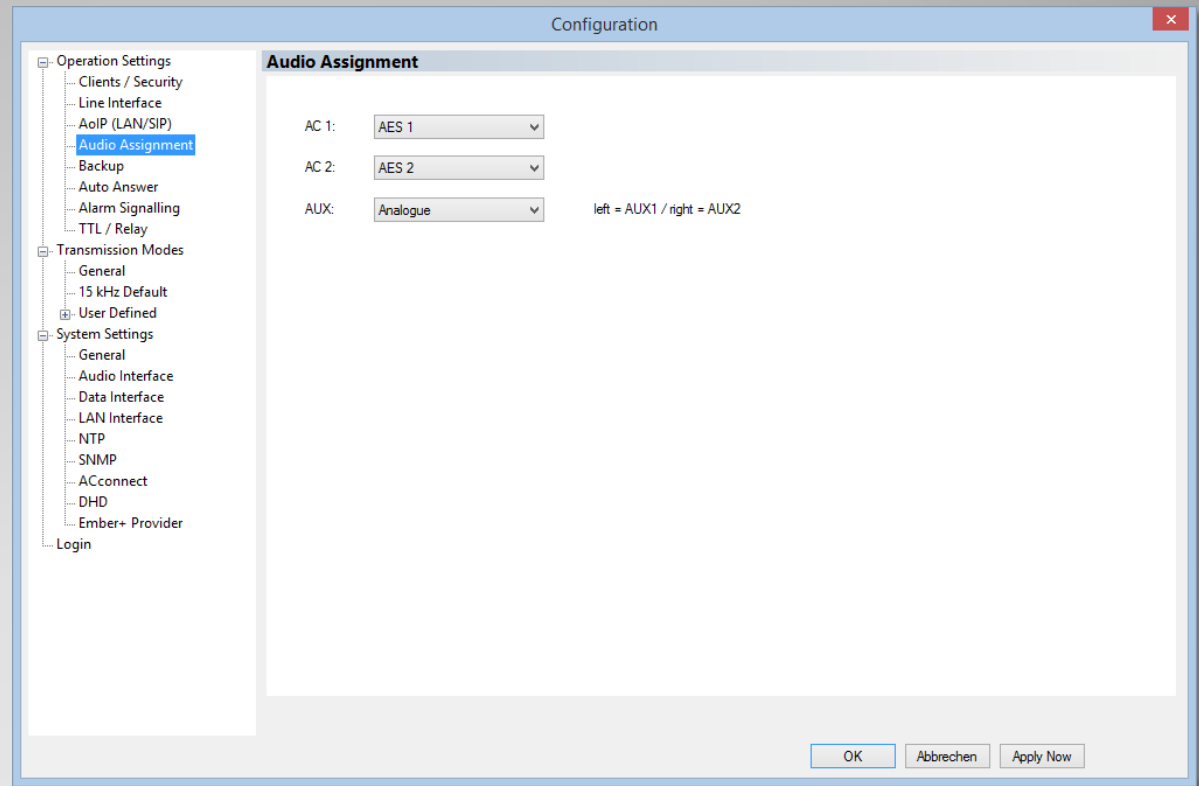 Configuration
Operation Settings
Clients / Security
Line Interface
AoIP (LAN/SIP)
Audio Assignment
Backup
Auto Answer
Alarm Signalling
TTL / Relay
Transmission Modes
General
15 kHz Default
User Defined
System Settings
General
Audio Interface
Data Interface
LAN Interface
NTP
SNMP
ACconnect
DHD
Ember+ Provider
Login
Audio Assignment
AC 1: AES 1
AC 2: AES 2
AUX: Analogue left = AUX1 / right = AUX2
OK Abbrechen Apply Now